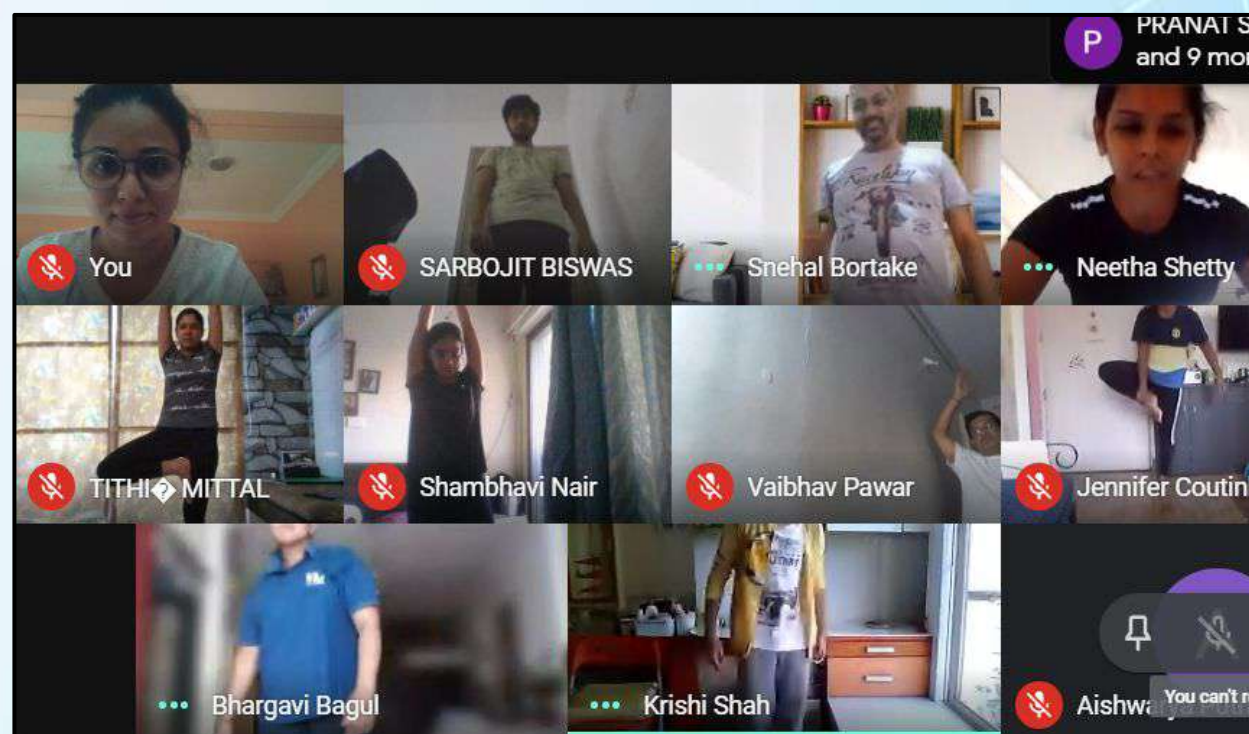 P
PRANAT S
and 9 mor
You
SARBOJIT BISWAS
Snehal Bortake
Neetha Shetty
TITHI� MITTAL
Shambhavi Nair
Vaibhav Pawar
Jennifer Coutin
Bhargavi Bagul
Krishi Shah
You can't m